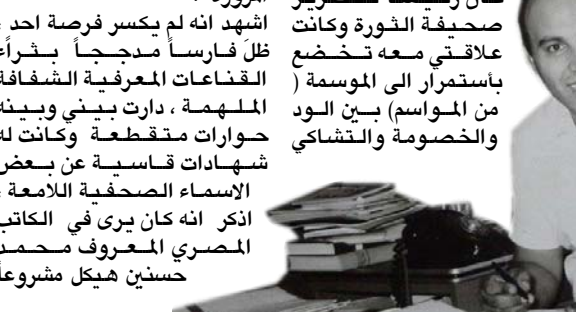 صحيفة الثورة وكانت
علاقتي معه تخضع
بأستمرار الى الموسمة (
من المواسم) بين الود
والخصومة والتشاكي
اشهد انه لم يكسر فرصة احد ،
ظلَ فارساً مدججاً بثراء
القناعات المعرفية الشفافة
الملهمة ، دارت بيني وبينه
حوارات متقطعة وكانت له
شهادات قاسية عن بعض
الاسماء الصحفية اللامعة ،
اذكر انه كان يرى في الكاتب
المصري المعروف محمد
حسنين هيكل مشروعاً